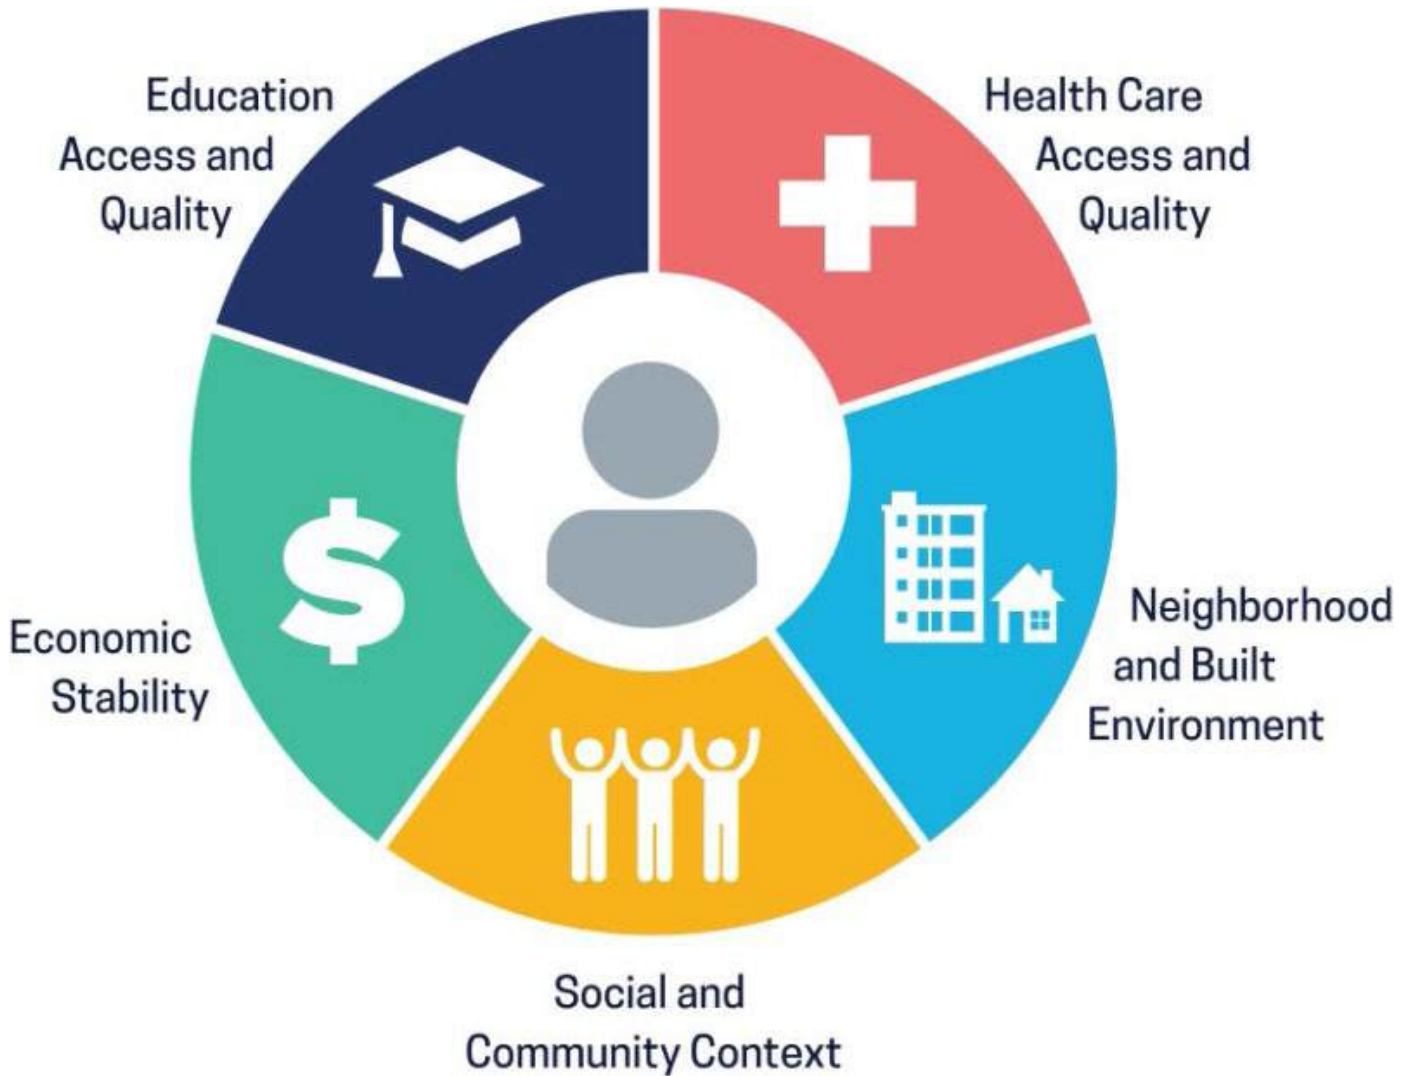 Education
Access and
Quality
Health Care
Access and
Quality
Economic
Stability
Neighborhood
and Built
Environment
Social and
Community Context